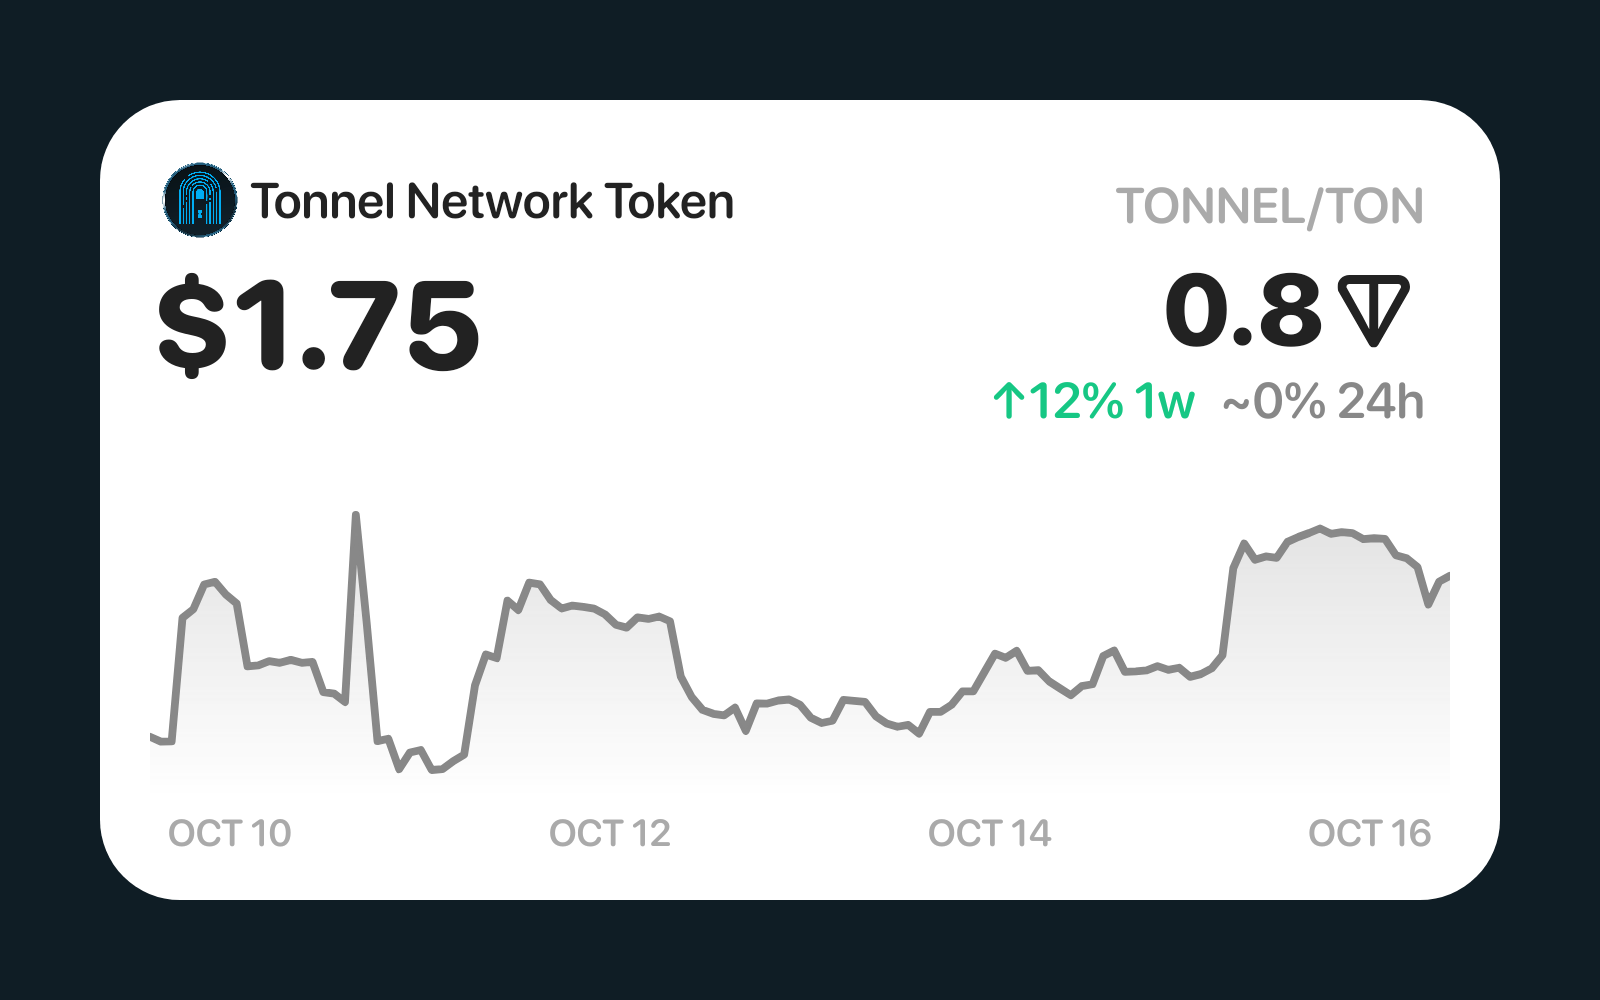 Tonnel Network Token
TONNEL/TON
$1.75
0.8
↑12% 1w ~0% 24h
OCT 10
OCT 12
OCT 14
OCT 16